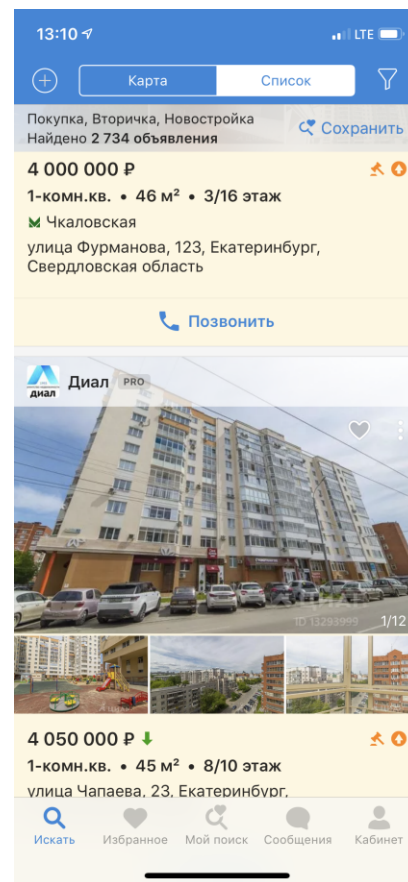 13:10
LTE
Карта
Список
Покупка, Вторичка, Новостройка
Найдено 2 734 объявления
Сохранить
4 000 000 ₽
1-комн.кв. • 46 м² • 3/16 этаж
Чкаловская
улица Фурманова, 123, Екатеринбург,
Свердловская область
Позвонить
диал
Диал PRO
ID 13293999
1/12
4 050 000 ₽
1-комн.кв. • 45 м² • 8/10 этаж
улица Чапаева, 23, Екатеринбург,
Искать
Избранное
Мой поиск
Сообщения
Кабинет